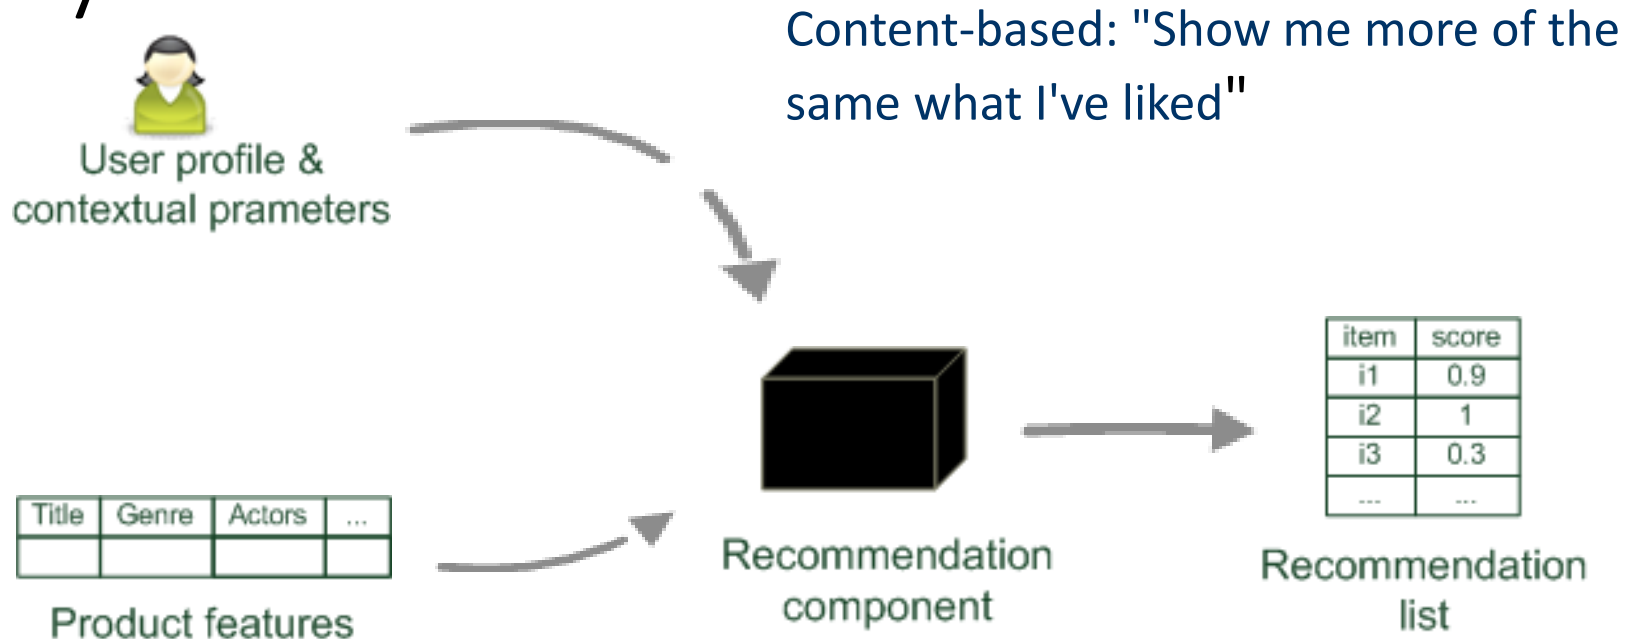 Content-based: "Show me more of the
same what I've liked"
User profile &
contextual prameters
item score
i1 0.9
i2 1
i3 0.3
... ...
Title Genre Actors ...
Product features
Recommendation
component
Recommendation
list